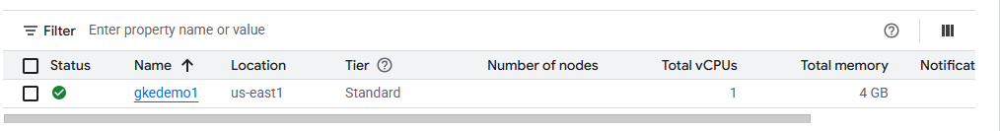 Filter Enter property name or value
Status Name Location Tier Number of nodes Total vCPUs Total memory Notificat
gkedemo1 us-east1 Standard 1 4 GB